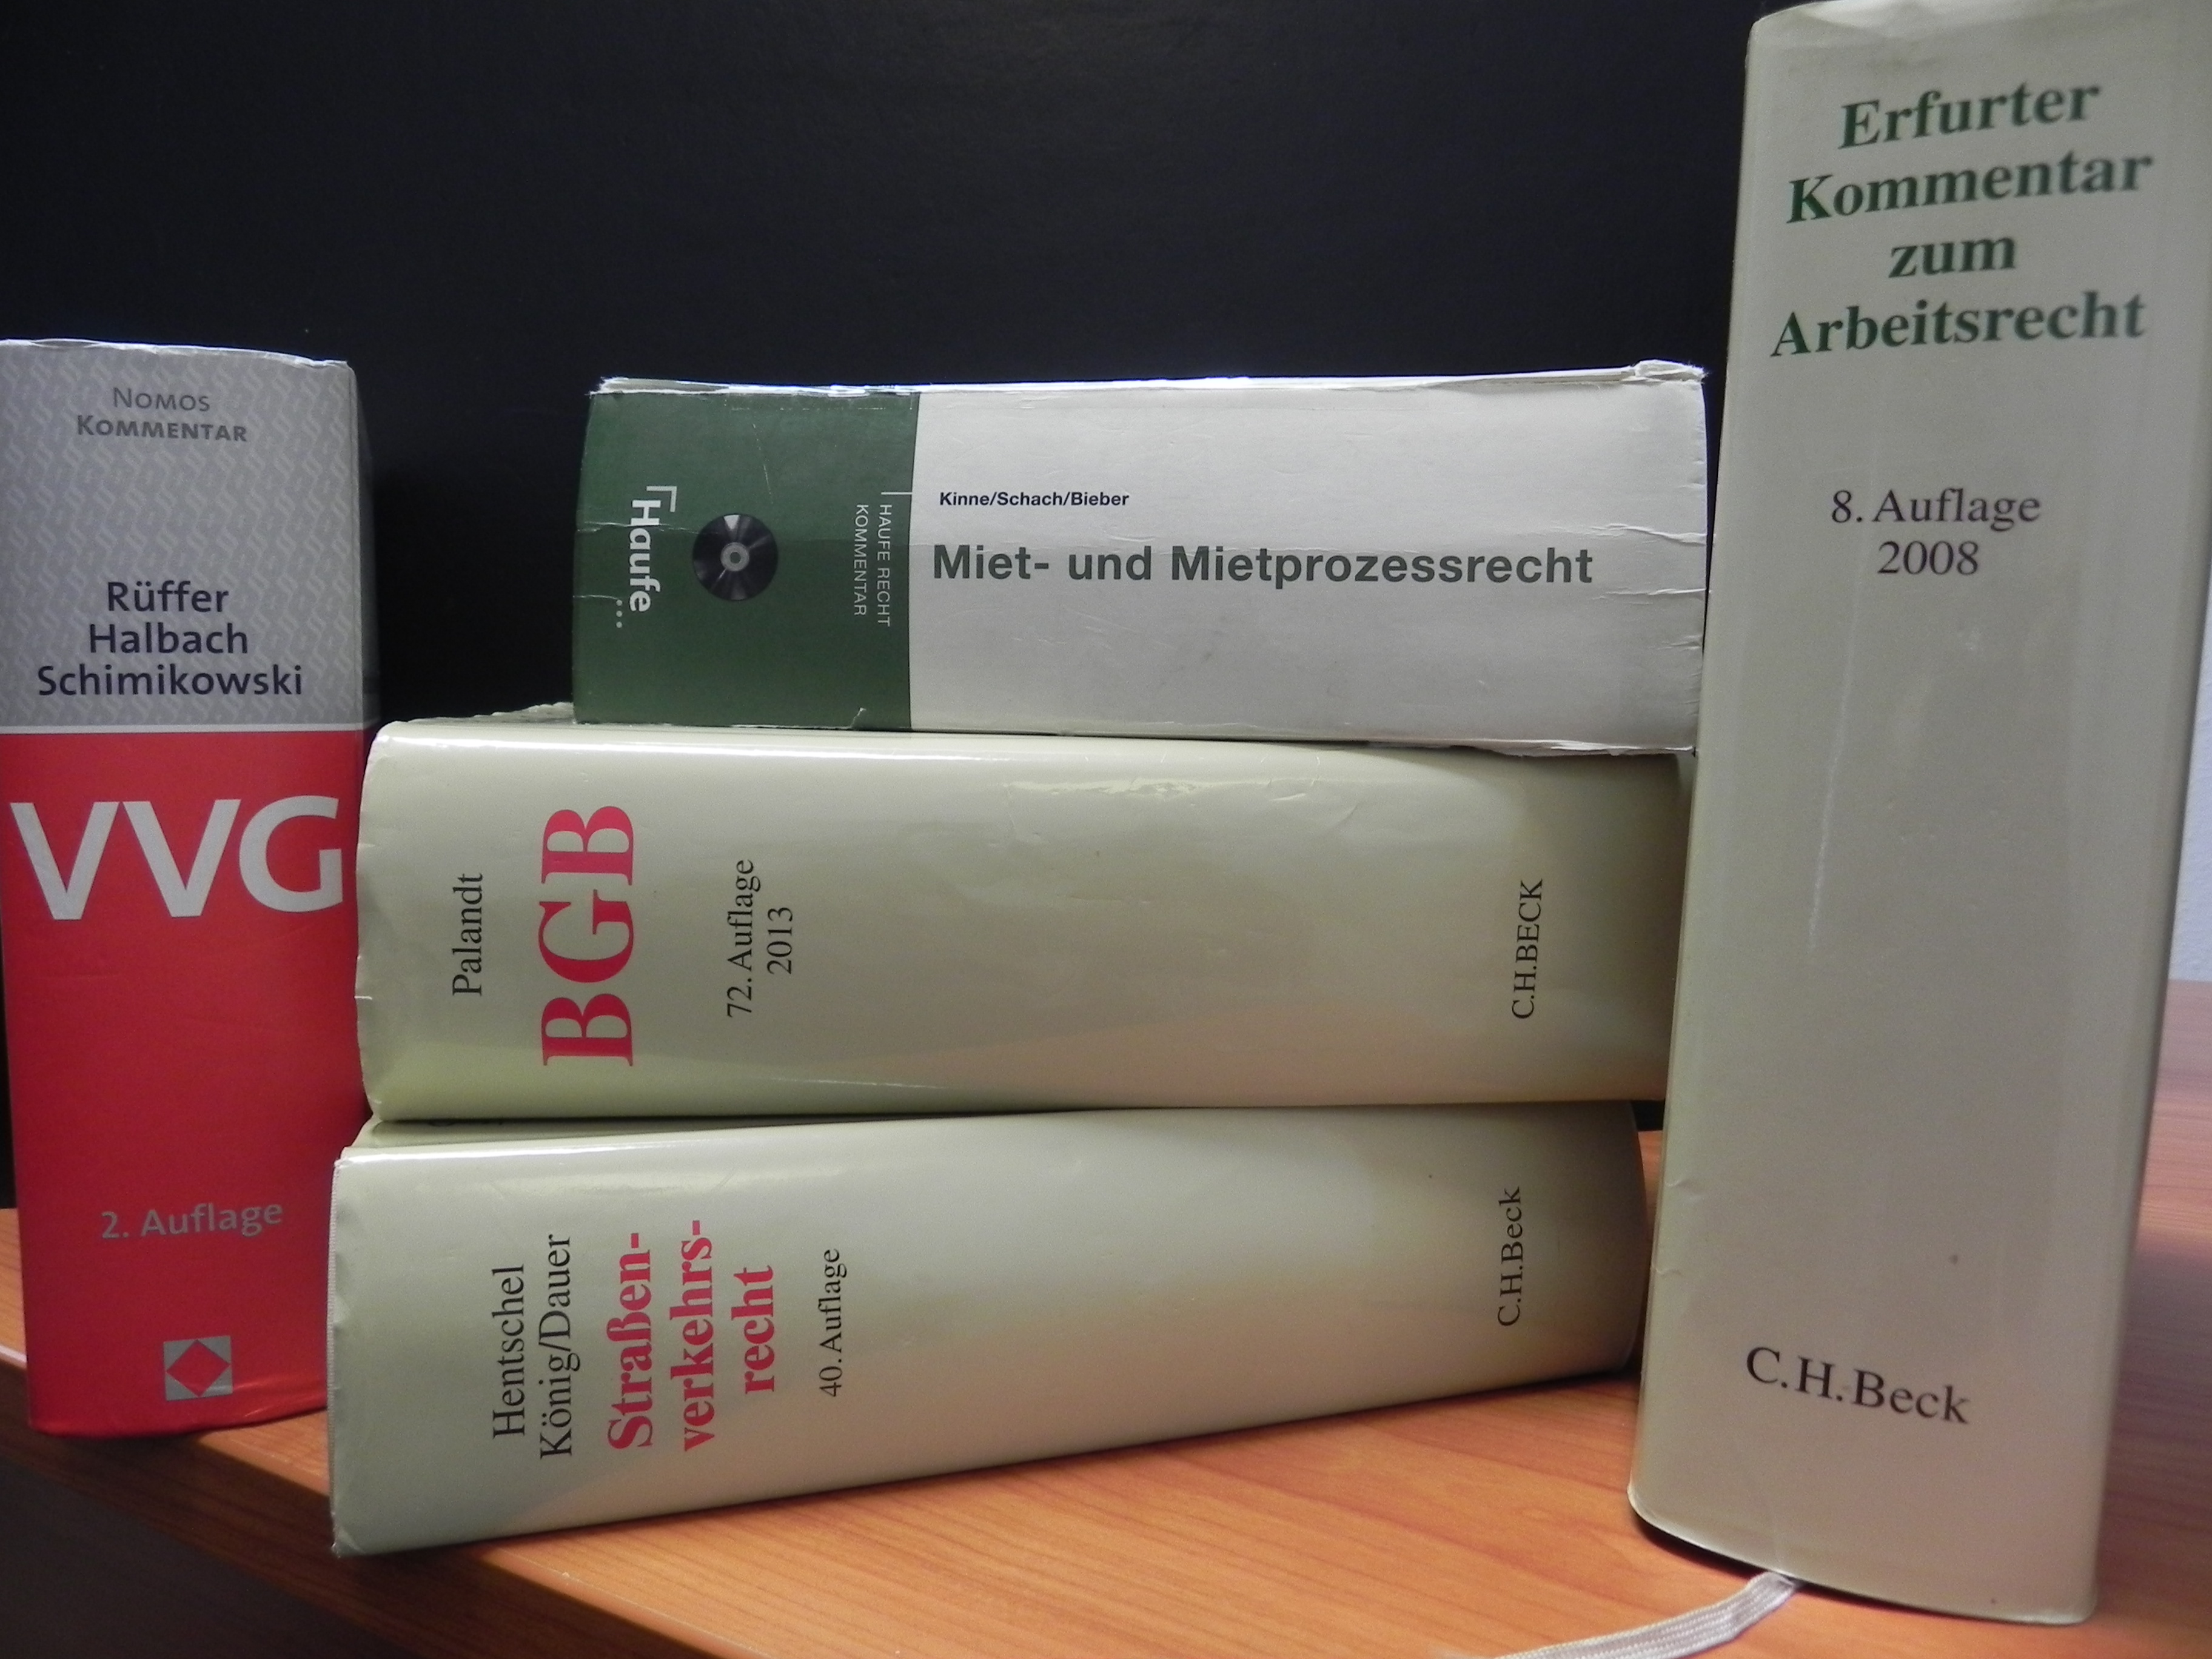 NOMOS
KOMMENTAR
Rüffer
Halbach
Schimikowski
VVG
2. Auflage
Haufe...
HAUFE RECHT
KOMMENTAR
Kinne/Schach/Bieber
Miet- und Mietprozessrecht
Palandt
BGB
72. Auflage
2013
C.H.BECK
Hentschel
König/Dauer
Straßen-
verkehrs-
recht
40. Auflage
C.H.Beck
Erfurter
Kommentar
zum
Arbeitsrecht
8. Auflage
2008
C.H.Beck